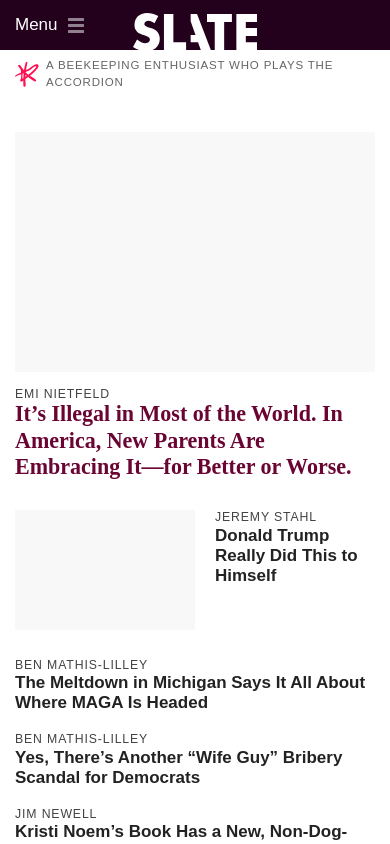 Menu
SLATE
A BEEKEEPING ENTHUSIAST WHO PLAYS THE
ACCORDION
EMI NIETFELD
It’s Illegal in Most of the World. In
America, New Parents Are
Embracing It—for Better or Worse.
JEREMY STAHL
Donald Trump
Really Did This to
Himself
BEN MATHIS-LILLEY
The Meltdown in Michigan Says It All About
Where MAGA Is Headed
BEN MATHIS-LILLEY
Yes, There’s Another “Wife Guy” Bribery
Scandal for Democrats
JIM NEWELL
Kristi Noem’s Book Has a New, Non-Dog-